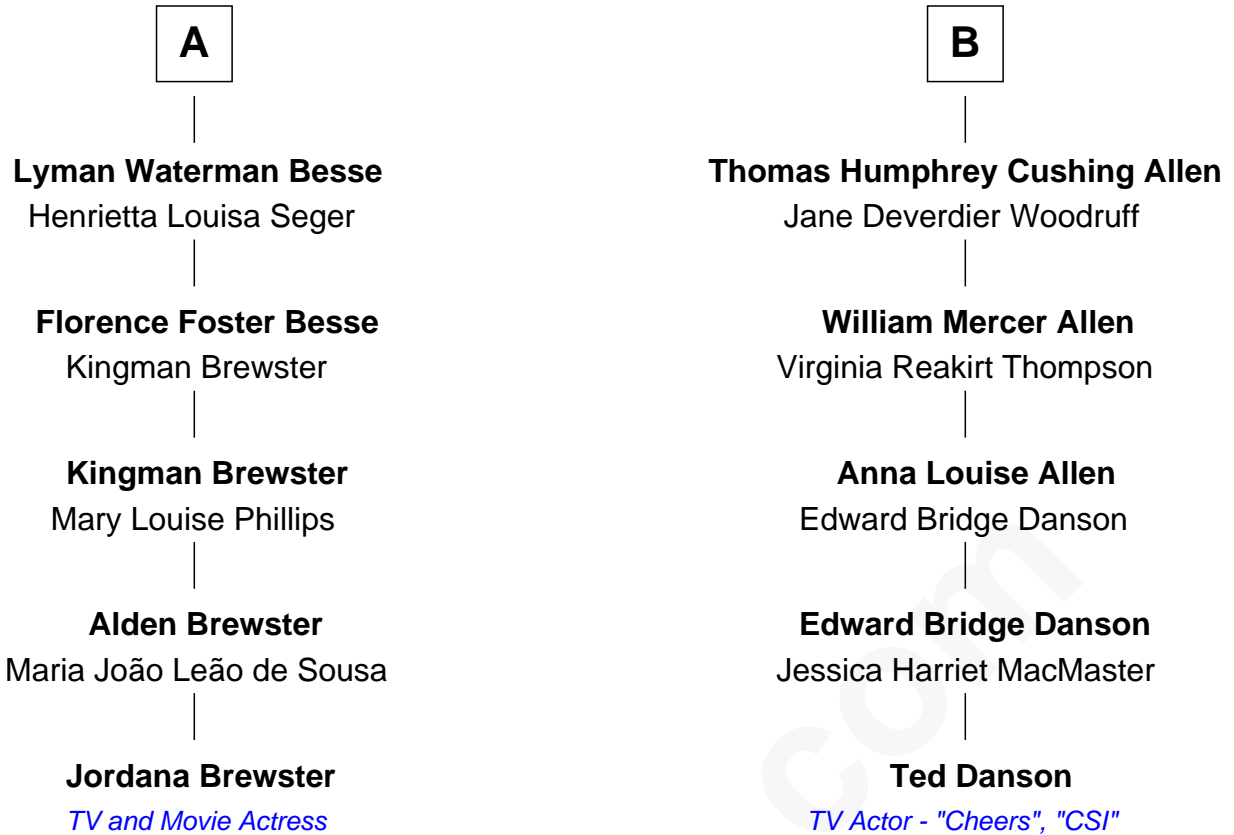 A
Lyman Waterman Besse
Henrietta Louisa Seger
Florence Foster Besse
Kingman Brewster
Kingman Brewster
Mary Louise Phillips
Alden Brewster
Maria João Leão de Sousa
Jordana Brewster
TV and Movie Actress
B
Thomas Humphrey Cushing Allen
Jane Deverdier Woodruff
William Mercer Allen
Virginia Reakirt Thompson
Anna Louise Allen
Edward Bridge Danson
Edward Bridge Danson
Jessica Harriet MacMaster
Ted Danson
TV Actor - "Cheers", "CSI"
com